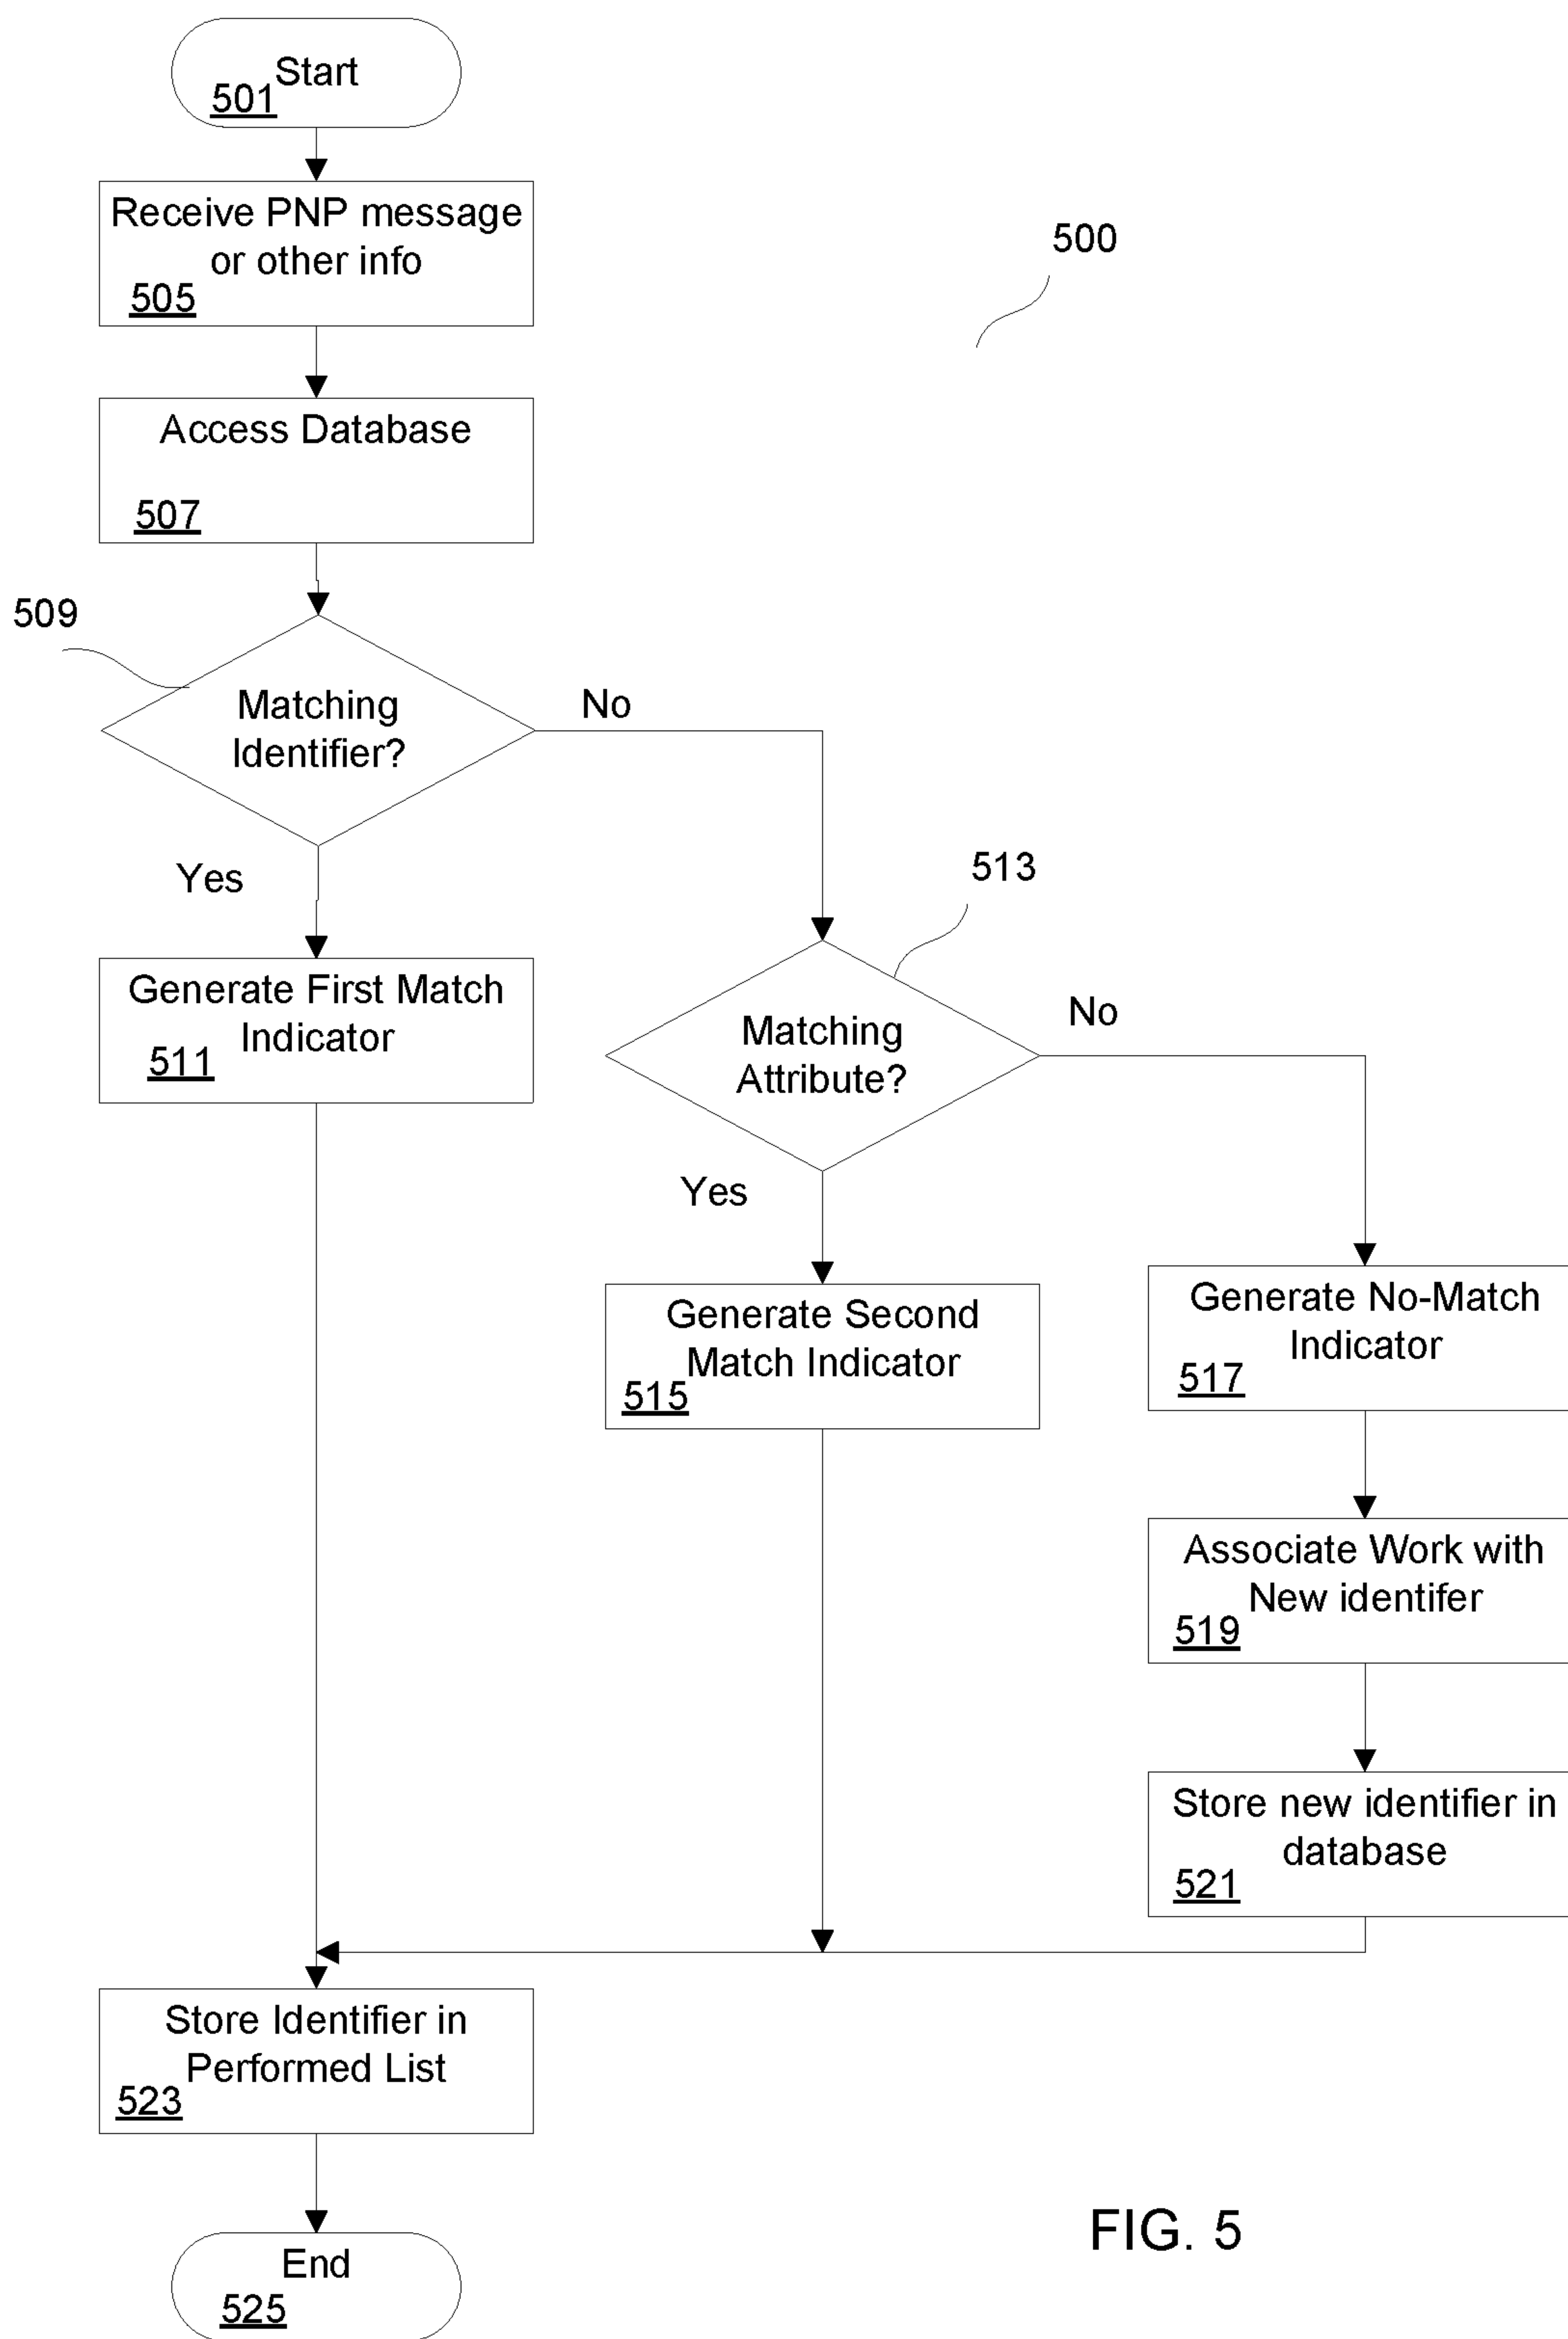 Start
501
Receive PNP message
or other info
505
500
Access Database
507
509
Matching
Identifier?
No
Yes
513
Generate First Match
Indicator
511
Matching
Attribute?
No
Yes
Generate Second
Match Indicator
515
Generate No-Match
Indicator
517
Associate Work with
New identifer
519
Store new identifier in
database
521
Store Identifier in
Performed List
523
End
525
FIG. 5